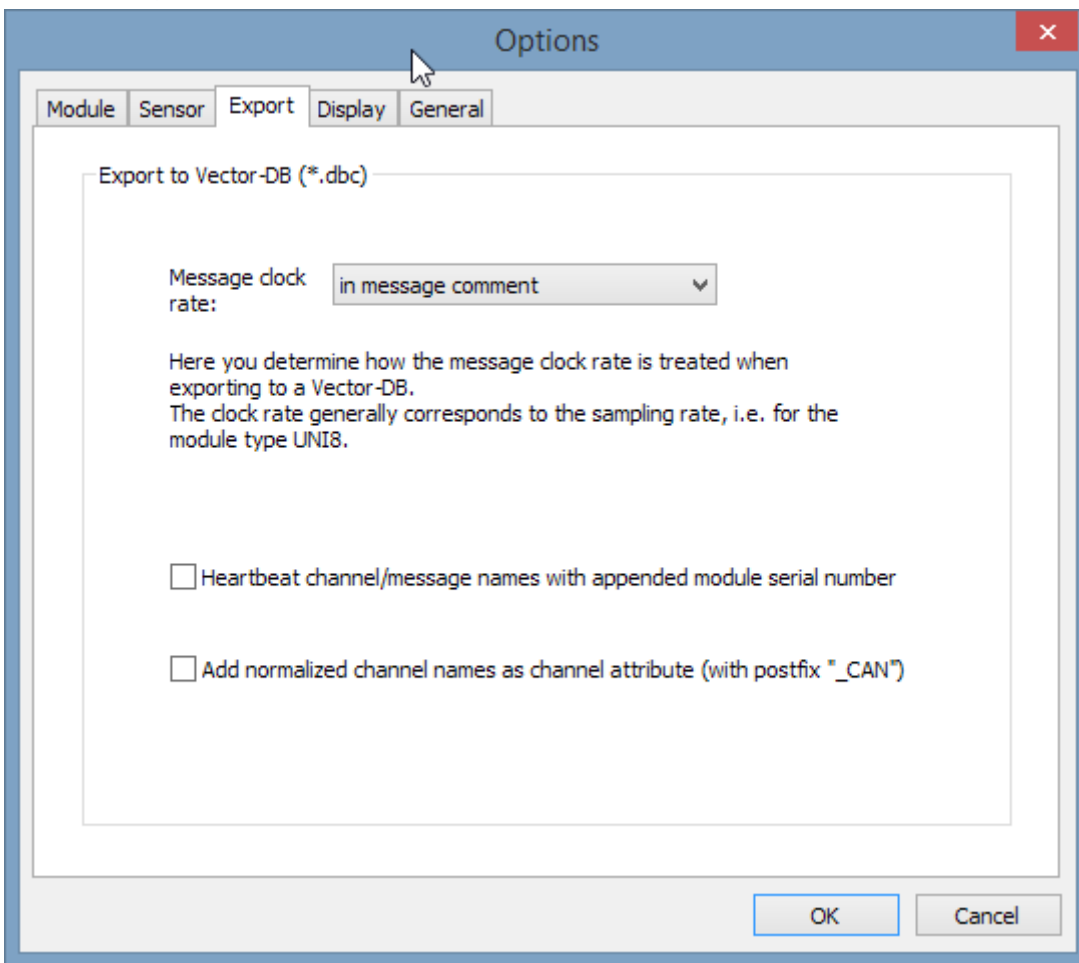 Options
Module Sensor Export Display General
Export to Vector-DB (*.dbc)
Message clock
rate:
in message comment
Here you determine how the message clock rate is treated when
exporting to a Vector-DB.
The clock rate generally corresponds to the sampling rate, i.e. for the
module type UNI8.
Heartbeat channel/message names with appended module serial number
Add normalized channel names as channel attribute (with postfix "_CAN")
OK Cancel